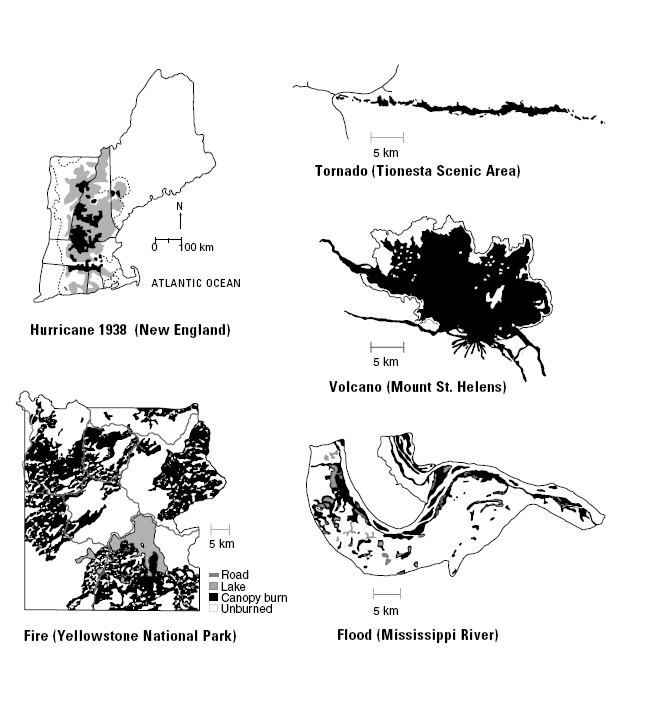 5 km
Tornado (Tionesta Scenic Area)
N
0 100 km
ATLANTIC OCEAN
Hurricane 1938 (New England)
5 km
Volcano (Mount St. Helens)
5 km
Road
Lake
Canopy burn
Unburned
Fire (Yellowstone National Park)
5 km
Flood (Mississippi River)